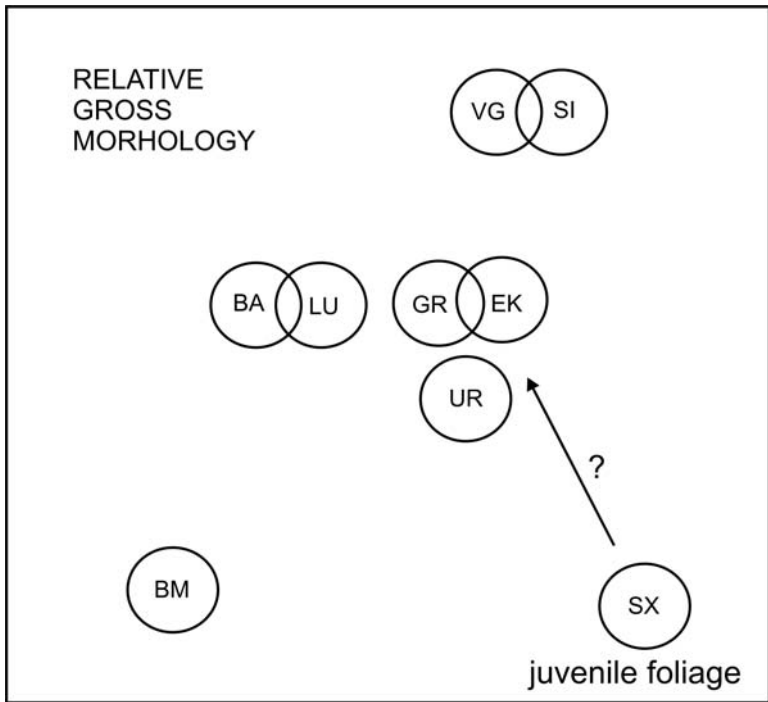 RELATIVE
GROSS
MORHOLOGY
VG SI
BA LU GR EK
UR
?
BM
SX
juvenile foliage